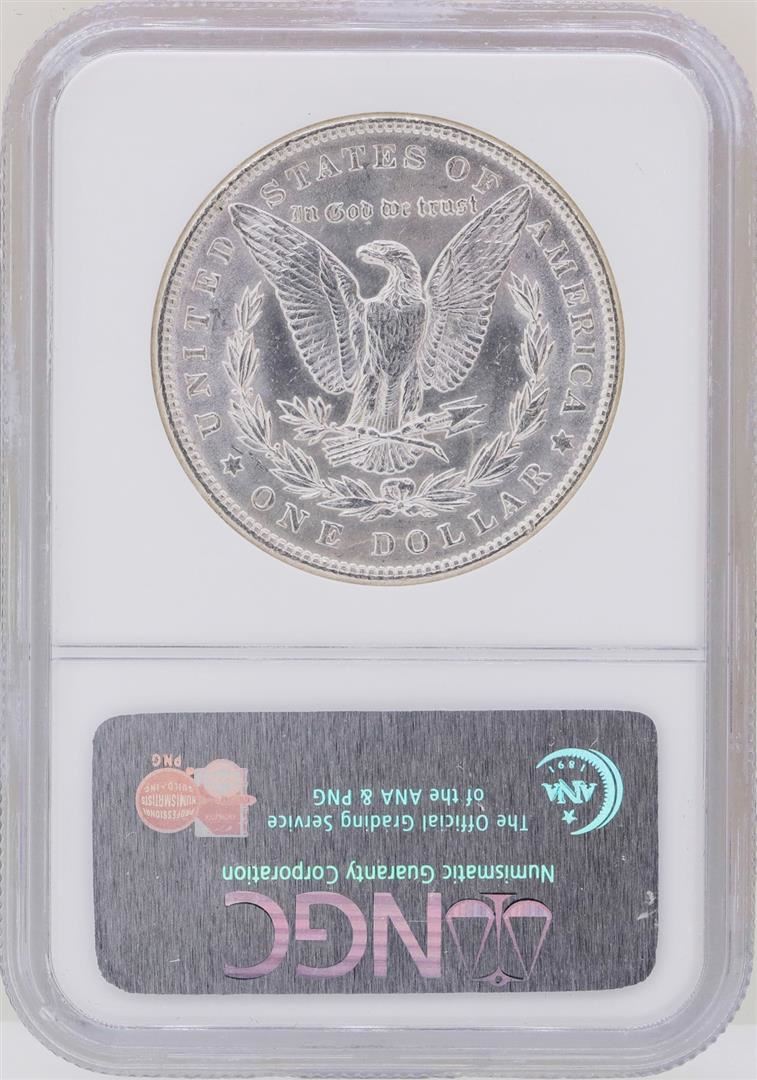 UNITED STATES OF AMERICA
In God we trust
ONE DOLLAR
NGC
Numismatic Guaranty Corporation
The Official Grading Service
of the ANA & PNG
ANA
1891
PROFESSIONAL
NUMISMATISTS
GUILD • INC.
PNG